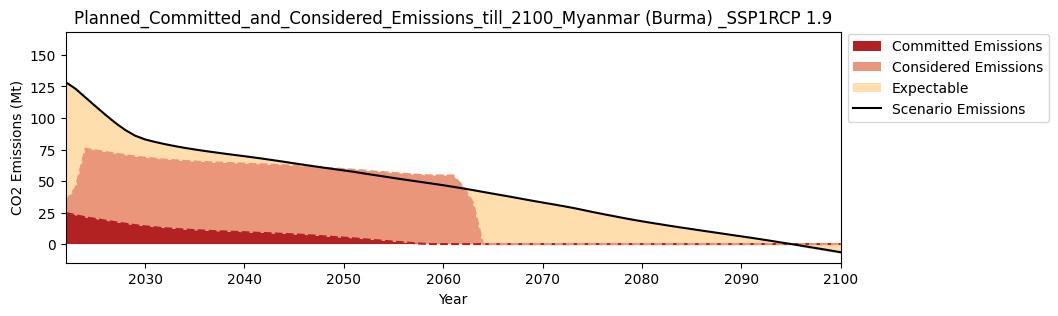 Planned_Committed_and_Considered_Emissions_till_2100_Myanmar (Burma) _SSP1RCP 1.9
CO2 Emissions (Mt)
150
125
100
75
50
25
0
2030 2040 2050 2060 2070 2080 2090 2100
Year
Committed Emissions
Considered Emissions
Expectable
Scenario Emissions